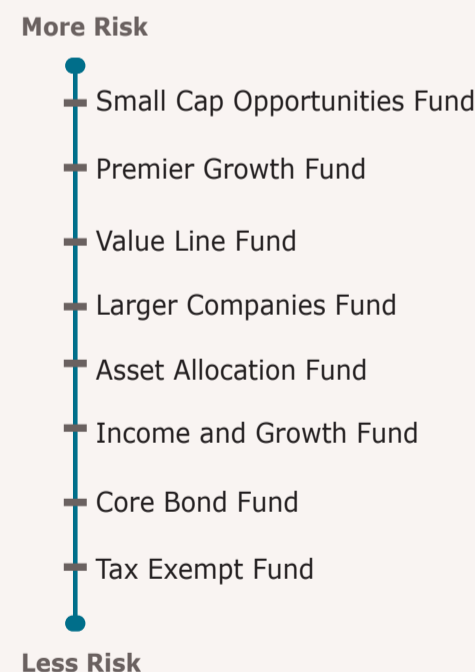 More Risk
Small Cap Opportunities Fund
Premier Growth Fund
Value Line Fund
Larger Companies Fund
Asset Allocation Fund
Income and Growth Fund
Core Bond Fund
Tax Exempt Fund
Less Risk